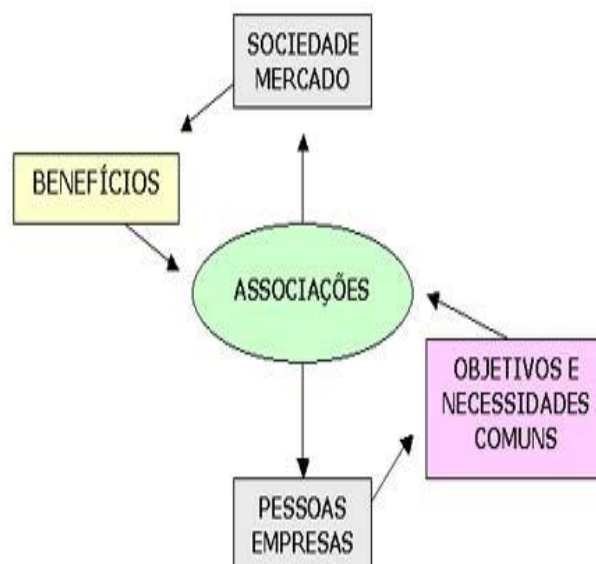 SOCIEDADE
MERCADO
BENEFÍCIOS
ASSOCIAÇÕES
OBJETIVOS E
NECESSIDADES
COMUNS
PESSOAS
EMPRESAS